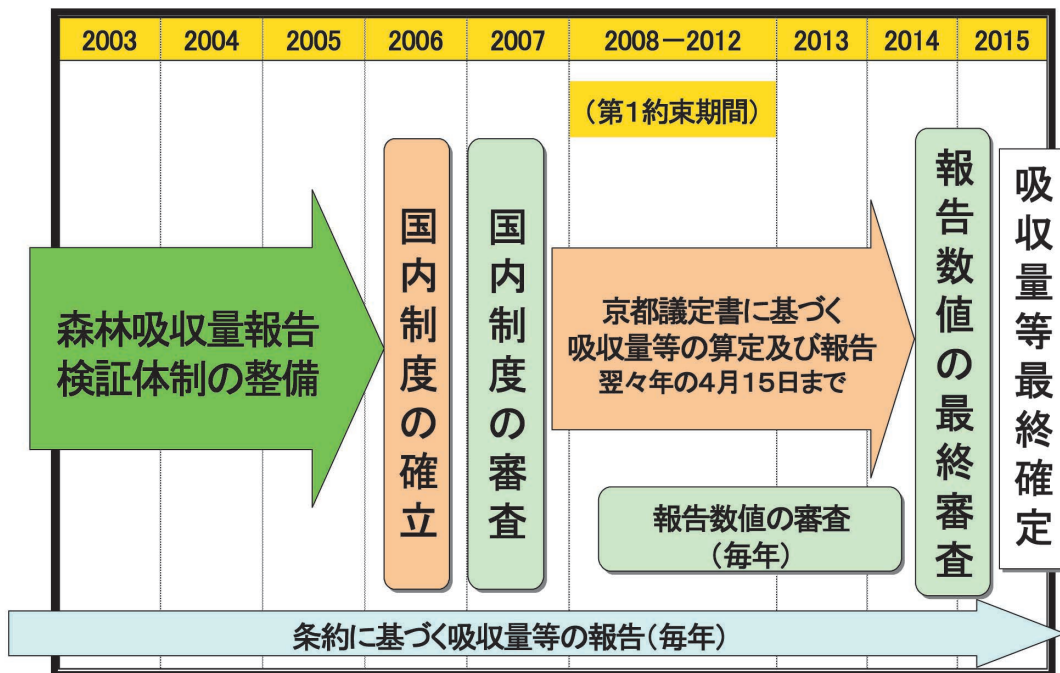 2003 2004 2005 2006 2007 2008－2012 2013 2014 2015
（第１約束期間）
森林吸収量報告
検証体制の整備
国内制度の確立
国内制度の審査
京都議定書に基づく
吸収量等の算定及び報告
翌々年の４月１５日まで
報告数値の審査
（毎年）
報告数値の最終審査
吸収量等最終確定
条約に基づく吸収量等の報告（毎年）